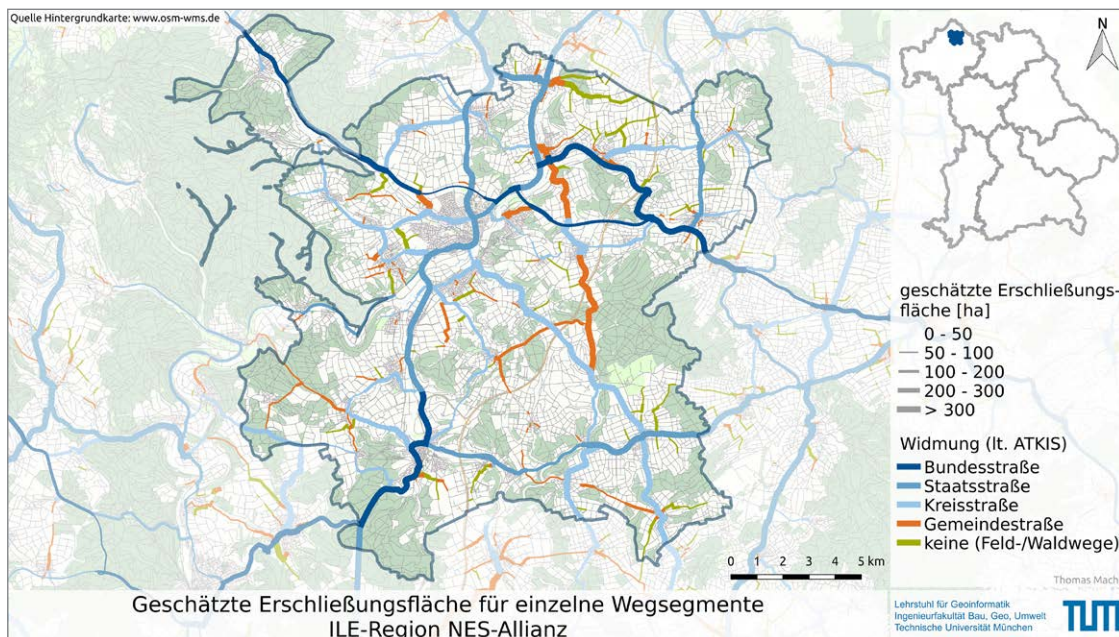 Quelle Hintergrundkarte: www.osm-wms.de
N
geschätzte Erschließungs-
fläche [ha]
0 - 50
50 - 100
100 - 200
200 - 300
> 300
Widmung (lt. ATKIS)
Bundesstraße
Staatsstraße
Kreisstraße
Gemeindestraße
keine (Feld-/Waldwege)
0 1 2 3 4 5 km
Thomas Machl
Geschätzte Erschließungsfläche für einzelne Wegsegmente
ILE-Region NES-Allianz
Lehrstuhl für Geoinformatik
Ingenieurfakultät Bau, Geo, Umwelt
Technische Universität München
TUM